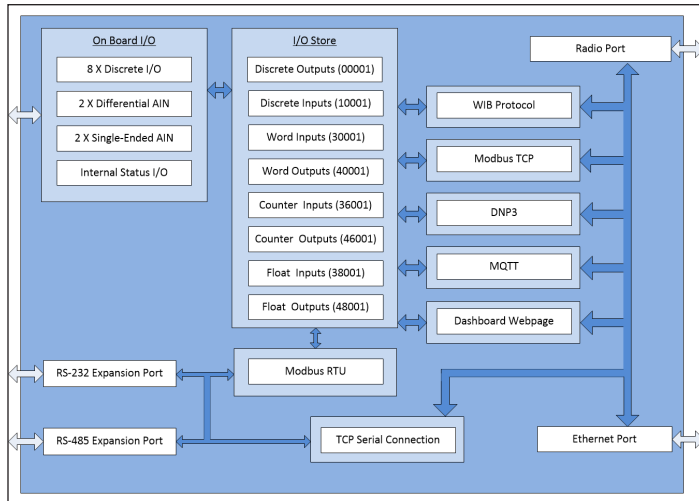 On Board I/O
8 X Discrete I/O
2 X Differential AIN
2 X Single-Ended AIN
Internal Status I/O
I/O Store
Discrete Outputs (00001)
Discrete Inputs (10001)
Word Inputs (30001)
Word Outputs (40001)
Counter Inputs (36001)
Counter Outputs (46001)
Float Inputs (38001)
Float Outputs (48001)
Radio Port
WIB Protocol
Modbus TCP
DNP3
MQTT
Dashboard Webpage
RS-232 Expansion Port
Modbus RTU
RS-485 Expansion Port
TCP Serial Connection
Ethernet Port